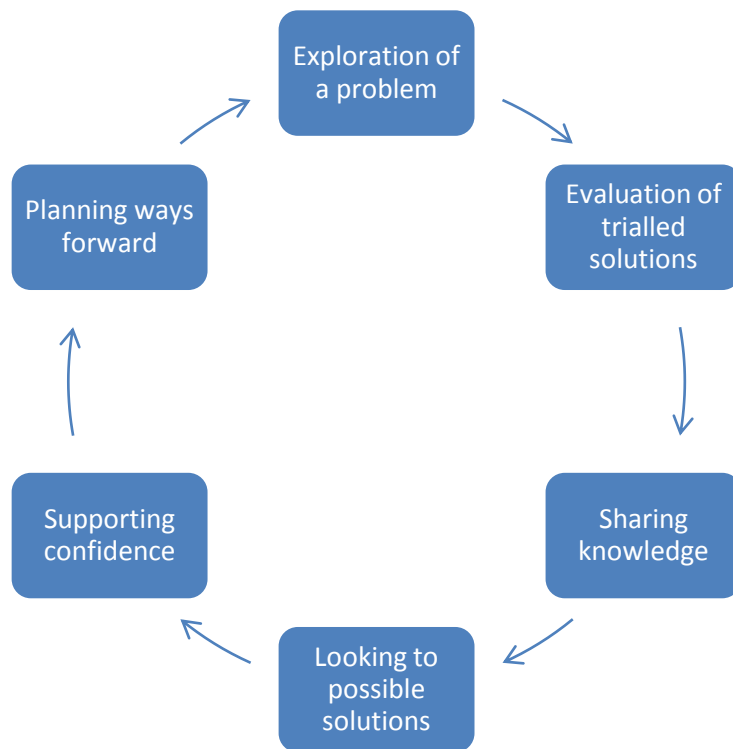 Exploration of
a problem
Evaluation of
trialled
solutions
Sharing
knowledge
Looking to
possible
solutions
Supporting
confidence
Planning ways
forward